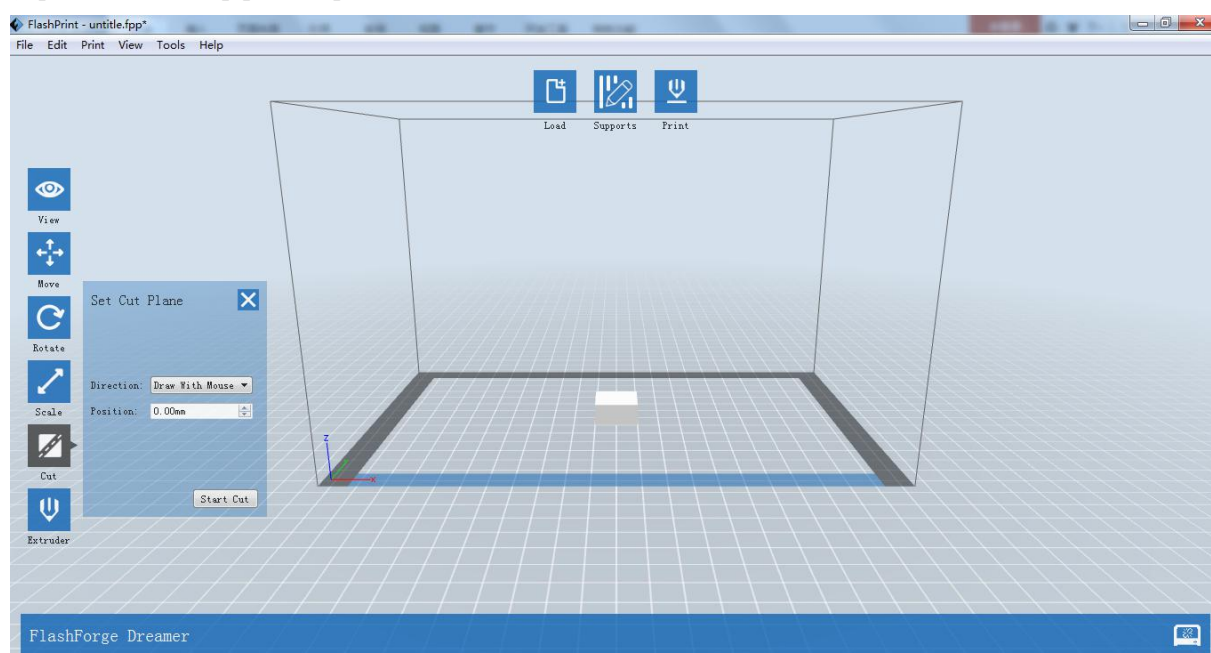 FlashPrint - untitle.fpp*
File Edit Print View Tools Help
Load Supports Print
View
Move
Set Cut Plane
Rotate
Direction: Draw With Mouse
Scale
Position: 0.00mm
Z
Cut
X
Start Cut
Extruder
FlashForge Dreamer